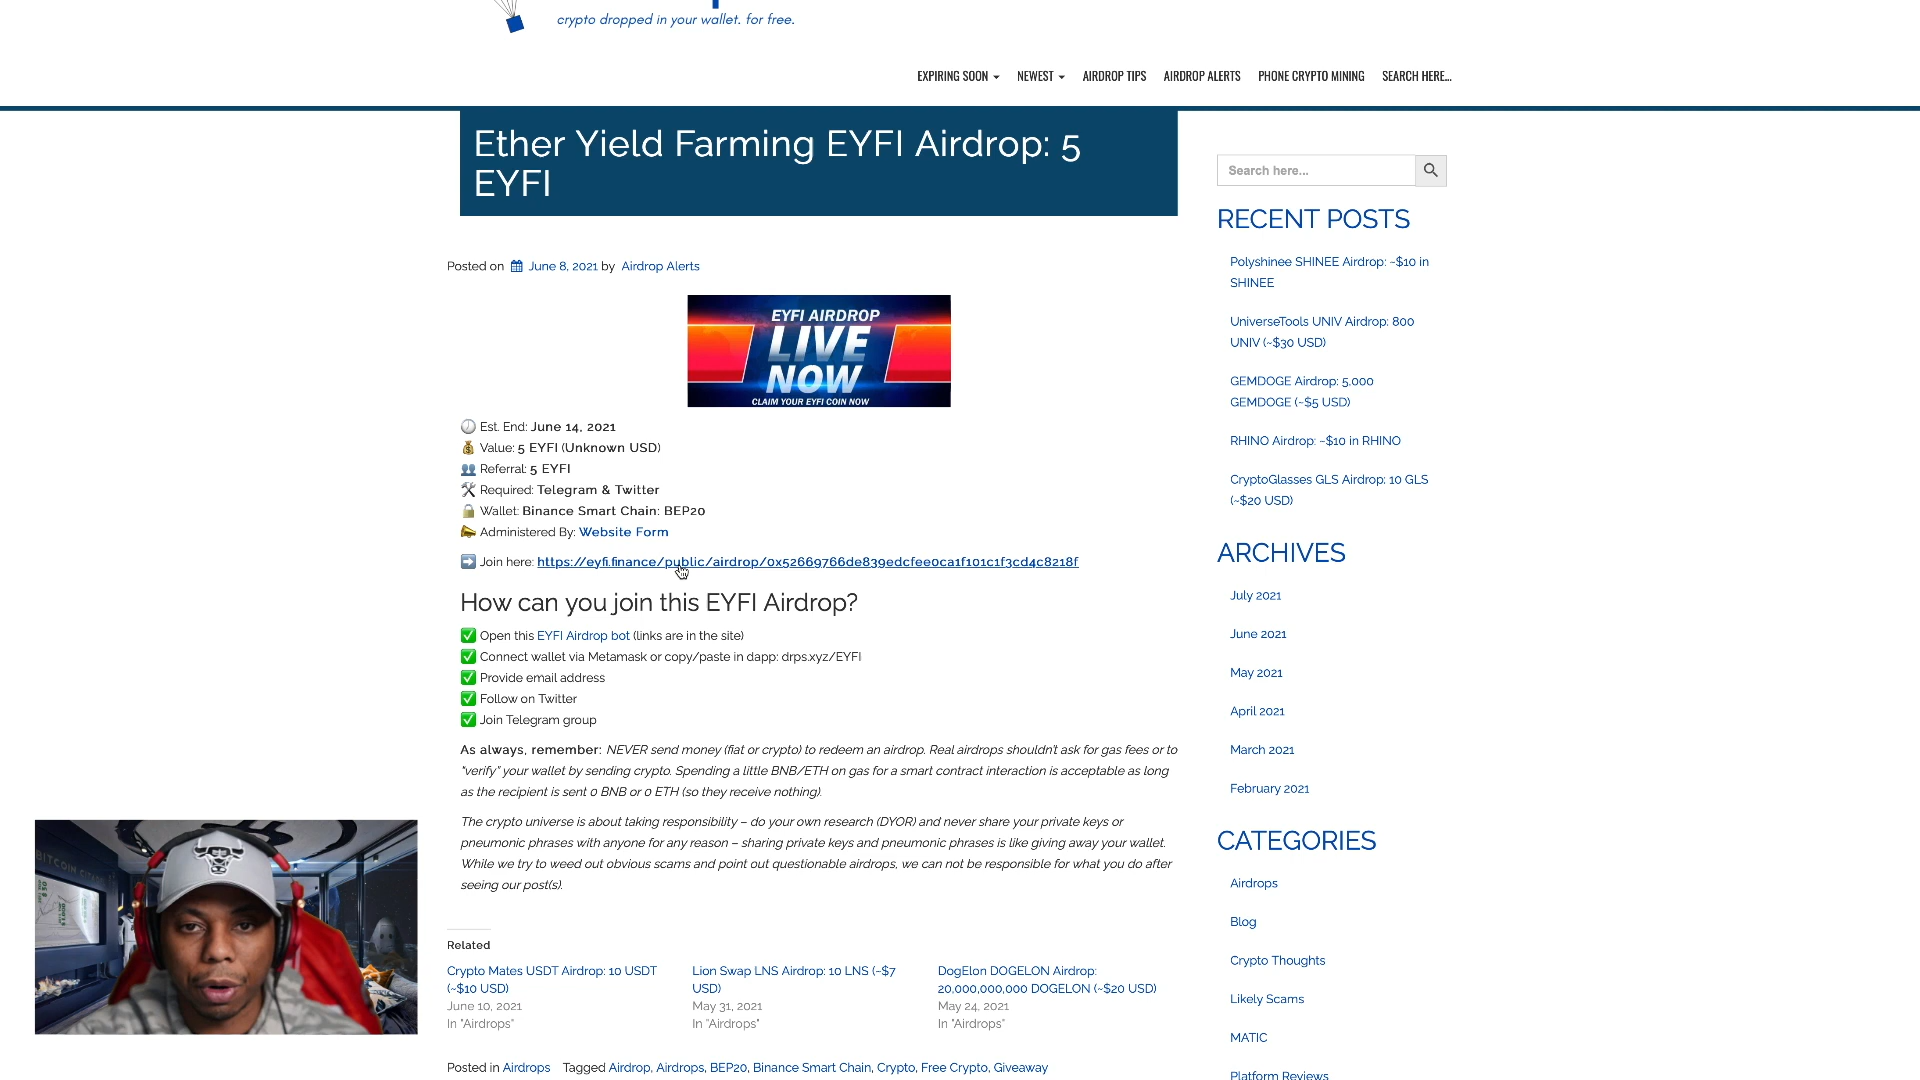 crypto dropped in your wallet. for free.
EXPIRING SOON NEWEST AIRDROP TIPS AIRDROP ALERTS PHONE CRYPTO MINING SEARCH HERE...
Ether Yield Farming EYFI Airdrop: 5
EYFI
Posted on June 8, 2021 by Airdrop Alerts
EYFI AIRDROP
LIVE
NOW
CLAIM YOUR EYFI COIN NOW
Est. End: June 14, 2021
Value: 5 EYFI (Unknown USD)
Referral: 5 EYFI
Required: Telegram & Twitter
Wallet: Binance Smart Chain: BEP20
Administered By: Website Form
Join here: https://eyfi.finance/public/airdrop/0x52669766de839edcfee0ca1f101c1f3cd4c8218f
How can you join this EYFI Airdrop?
Open this EYFI Airdrop bot (links are in the site)
Connect wallet via Metamask or copy/paste in dapp: drps.xyz/EYFI
Provide email address
Follow on Twitter
Join Telegram group
As always, remember: NEVER send money (fiat or crypto) to redeem an airdrop. Real airdrops shouldn't ask for gas fees or to
"verify" your wallet by sending crypto. Spending a little BNB/ETH on gas for a smart contract interaction is acceptable as long
as the recipient is sent 0 BNB or 0 ETH (so they receive nothing).
The crypto universe is about taking responsibility – do your own research (DYOR) and never share your private keys or
pneumonic phrases with anyone for any reason – sharing private keys and pneumonic phrases is like giving away your wallet.
While we try to weed out obvious scams and point out questionable airdrops, we can not be responsible for what you do after
seeing our post(s).
Related
Crypto Mates USDT Airdrop: 10 USDT
(~$10 USD)
June 10, 2021
In "Airdrops"
Lion Swap LNS Airdrop: 10 LNS (~$7
USD)
May 31, 2021
In "Airdrops"
DogElon DOGELON Airdrop:
20,000,000,000 DOGELON (~$20 USD)
May 24, 2021
In "Airdrops"
Posted in Airdrops Tagged Airdrop, Airdrops, BEP20, Binance Smart Chain, Crypto, Free Crypto, Giveaway
Search here...
RECENT POSTS
Polyshinee SHINEE Airdrop: ~$10 in
SHINEE
UniverseTools UNIV Airdrop: 800
UNIV (~$30 USD)
GEMDOGE Airdrop: 5,000
GEMDOGE (~$5 USD)
RHINO Airdrop: ~$10 in RHINO
CryptoGlasses GLS Airdrop: 10 GLS
(~$20 USD)
ARCHIVES
July 2021
June 2021
May 2021
April 2021
March 2021
February 2021
CATEGORIES
Airdrops
Blog
Crypto Thoughts
Likely Scams
MATIC
Platform Reviews
BITCOIN